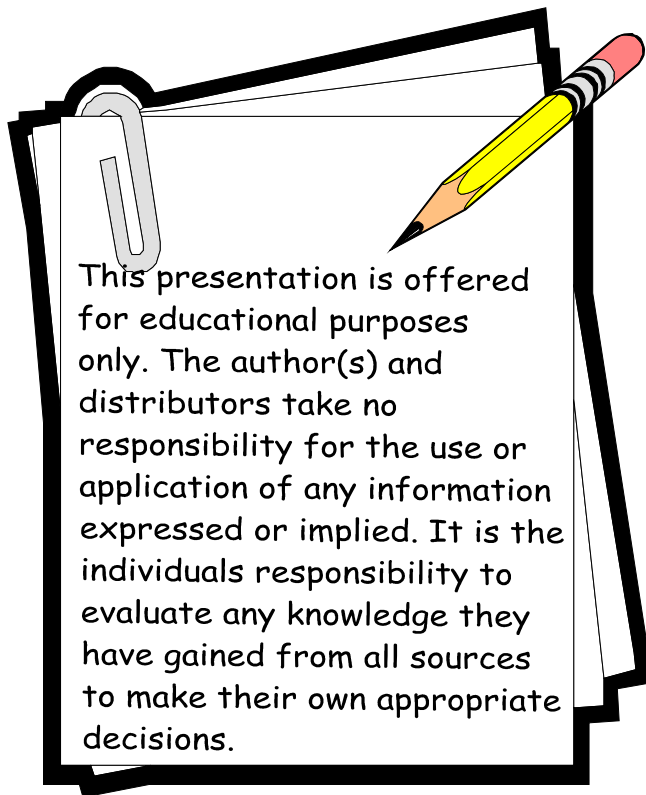 This presentation is offered
for educational purposes
only. The author(s) and
distributors take no
responsibility for the use or
application of any information
expressed or implied. It is the
individuals responsibility to
evaluate any knowledge they
have gained from all sources
to make their own appropriate
decisions.